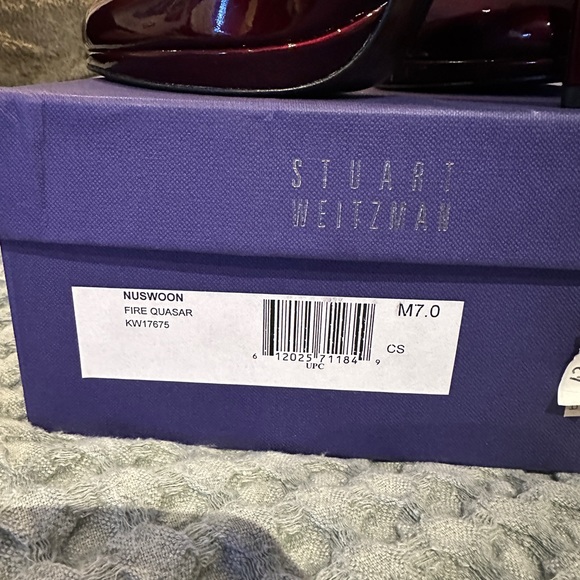 STUART
WEITZMAN
NUSWOON
FIRE QUASAR
KW17675
M7.0
6 12025 71184 9
UPC
CS